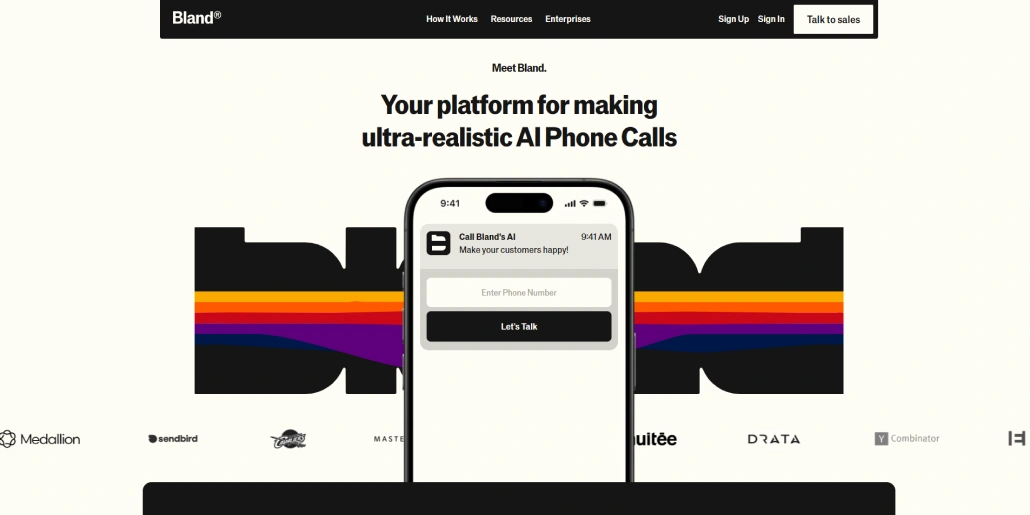 Bland®
How It Works
Resources
Enterprises
Sign Up
Sign In
Talk to sales
Meet Bland.
Your platform for making
ultra-realistic AI Phone Calls
9:41
Call Bland's AI
9:41 AM
Make your customers happy!
Enter Phone Number
Let's Talk
Medallion
sendbird
MASTE
uitēe
DRATA
Y Combinator